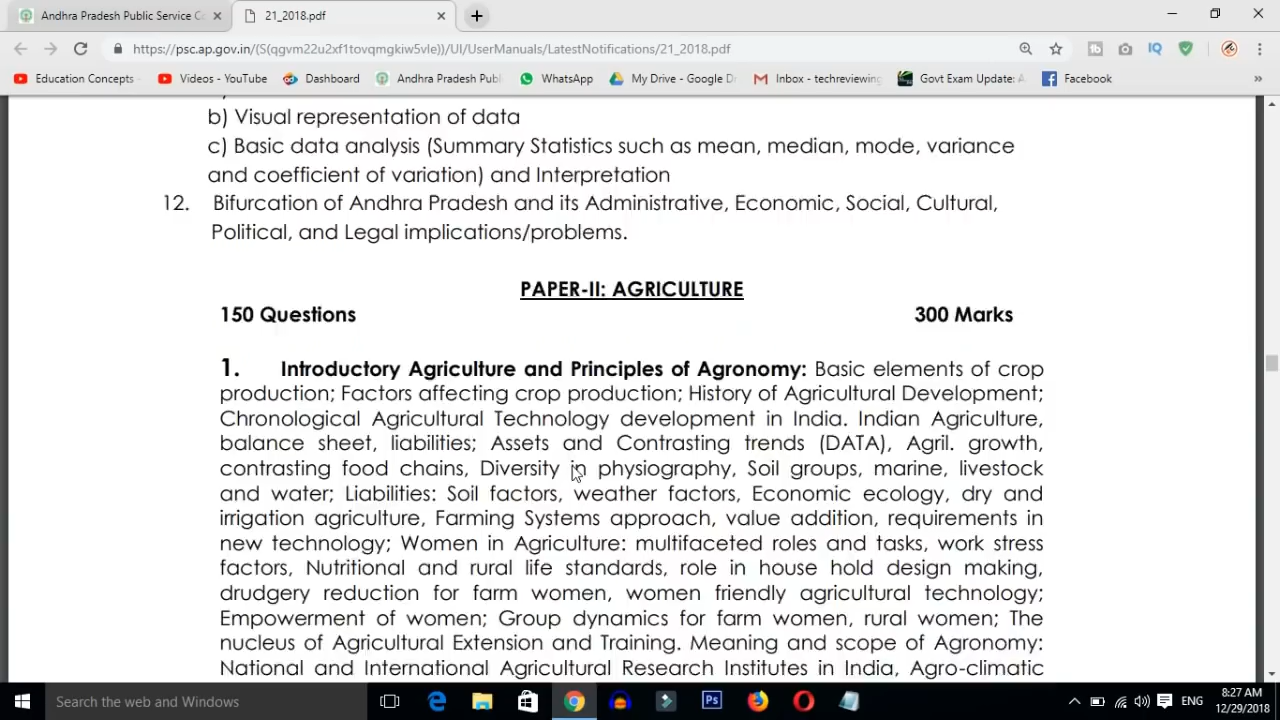 Andhra Pradesh Public Service Co
21_2018.pdf
https://psc.ap.gov.in/(S(qgvm22u2xf1tovqmgkiw5vle))/UI/UserManuals/LatestNotifications/21_2018.pdf
Education Concepts - Videos - YouTube Dashboard Andhra Pradesh Publ WhatsApp My Drive - Google D Inbox - techreviewing Govt Exam Update: A Facebook »
b) Visual representation of data
c) Basic data analysis (Summary Statistics such as mean, median, mode, variance
and coefficient of variation) and Interpretation
12. Bifurcation of Andhra Pradesh and its Administrative, Economic, Social, Cultural,
Political, and Legal implications/problems.
PAPER-II: AGRICULTURE
150 Questions 300 Marks
1. Introductory Agriculture and Principles of Agronomy: Basic elements of crop
production; Factors affecting crop production; History of Agricultural Development;
Chronological Agricultural Technology development in India. Indian Agriculture,
balance sheet, liabilities; Assets and Contrasting trends (DATA), Agril. growth,
contrasting food chains, Diversity in physiography, Soil groups, marine, livestock
and water; Liabilities: Soil factors, weather factors, Economic ecology, dry and
irrigation agriculture, Farming Systems approach, value addition, requirements in
new technology; Women in Agriculture: multifaceted roles and tasks, work stress
factors, Nutritional and rural life standards, role in house hold design making,
drudgery reduction for farm women, women friendly agricultural technology;
Empowerment of women; Group dynamics for farm women, rural women; The
nucleus of Agricultural Extension and Training. Meaning and scope of Agronomy:
National and International Agricultural Research Institutes in India, Agro-climatic
Search the web and Windows
Ps
ENG
8:27 AM
12/29/2018